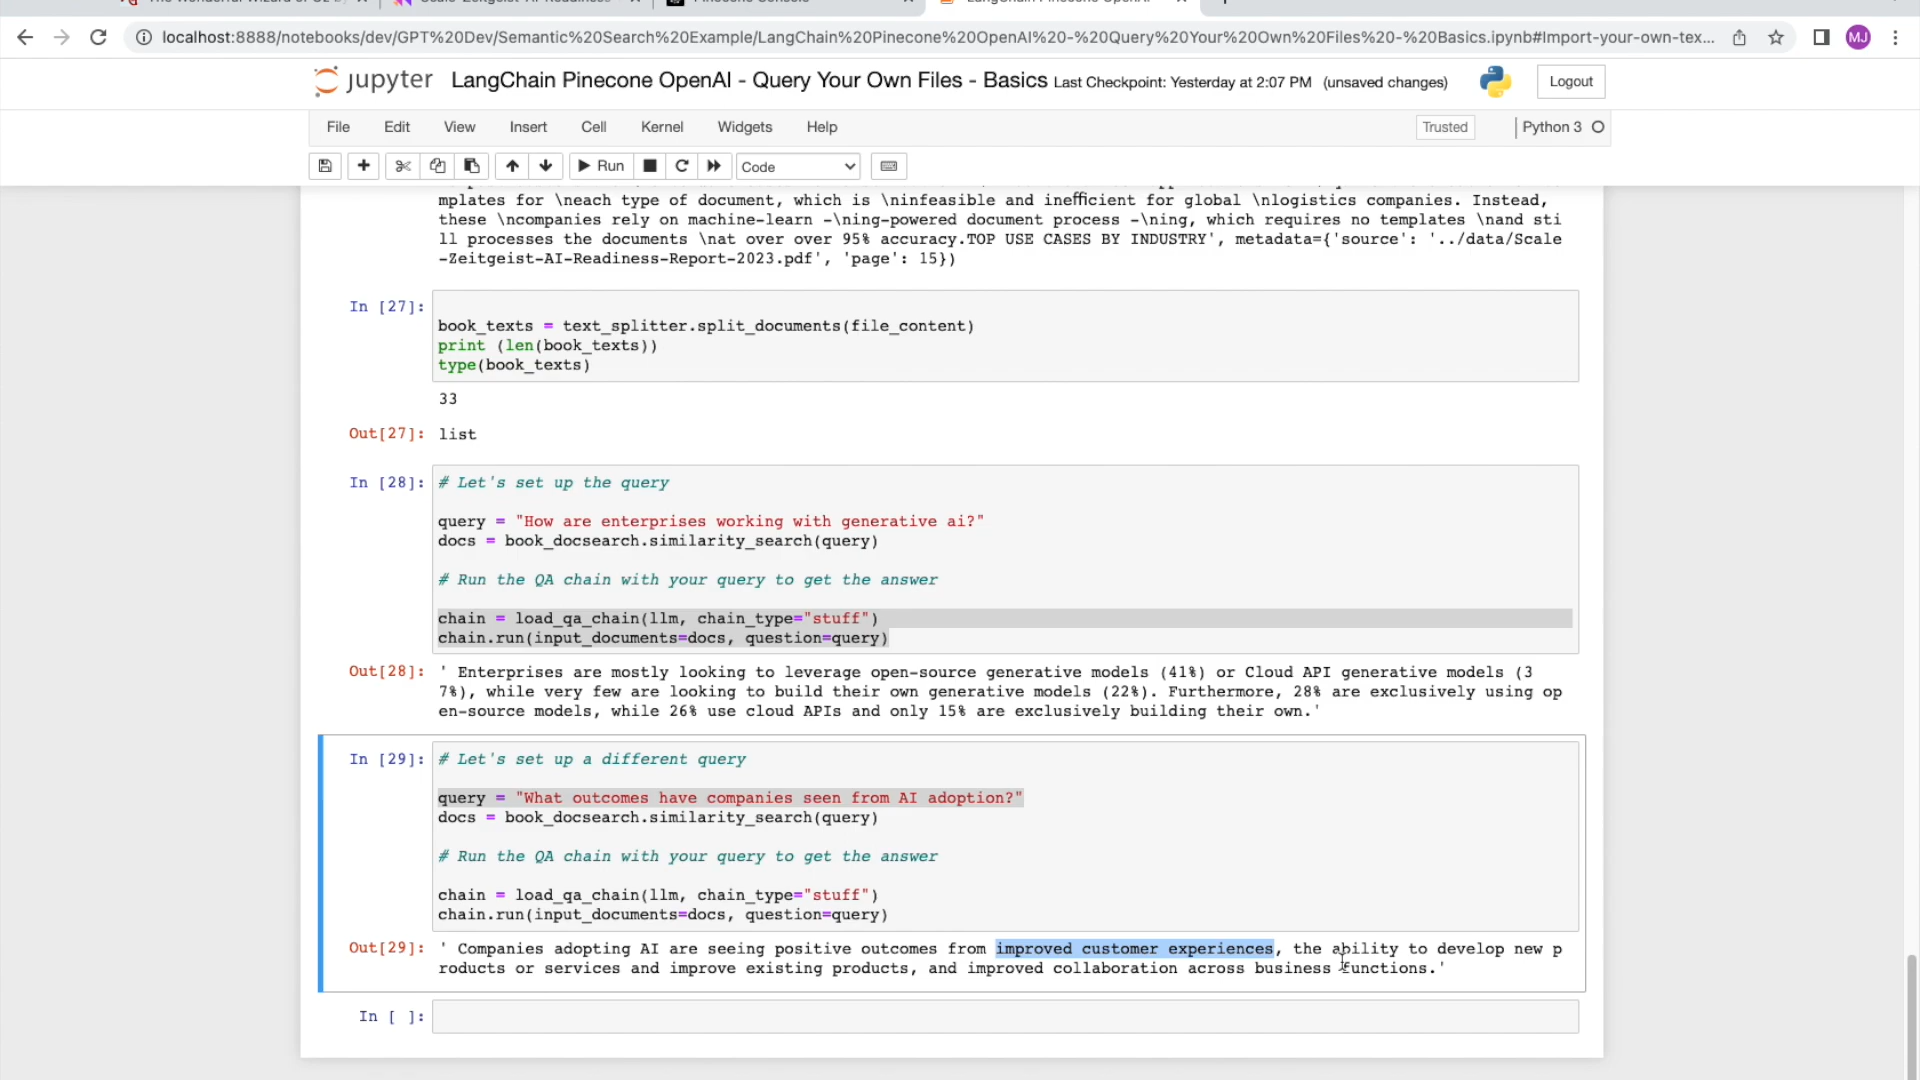 localhost:8888/notebooks/dev/GPT%20Dev/Semantic%20Search%20Example/LangChain%20Pinecone%20OpenAI%20-%20Query%20Your%20Own%20Files%20-%20Basics.ipynb#Import-your-own-tex...
MJ
jupyter LangChain Pinecone OpenAI - Query Your Own Files - Basics Last Checkpoint: Yesterday at 2:07 PM (unsaved changes)
Logout
File Edit View Insert Cell Kernel Widgets Help
Trusted
Python 3
Run
Code
mplates for \neach type of document, which is \ninfeasible and inefficient for global \nlogistics companies. Instead,
these \ncompanies rely on machine-learn -\ning-powered document process -\ning, which requires no templates \nand sti
ll processes the documents \nat over over 95% accuracy.TOP USE CASES BY INDUSTRY', metadata={'source': '../data/Scale
-Zeitgeist-AI-Readiness-Report-2023.pdf', 'page': 15})
In [27]:
book_texts = text_splitter.split_documents(file_content)
print (len(book_texts))
type(book_texts)
33
Out[27]: list
In [28]: # Let's set up the query
query = "How are enterprises working with generative ai?"
docs = book_docsearch.similarity_search(query)
# Run the QA chain with your query to get the answer
chain = load_qa_chain(llm, chain_type="stuff")
chain.run(input_documents=docs, question=query)
Out[28]: ' Enterprises are mostly looking to leverage open-source generative models (41%) or Cloud API generative models (3
7%), while very few are looking to build their own generative models (22%). Furthermore, 28% are exclusively using op
en-source models, while 26% use cloud APIs and only 15% are exclusively building their own.'
In [29]: # Let's set up a different query
query = "What outcomes have companies seen from AI adoption?"
docs = book_docsearch.similarity_search(query)
# Run the QA chain with your query to get the answer
chain = load_qa_chain(llm, chain_type="stuff")
chain.run(input_documents=docs, question=query)
Out[29]: ' Companies adopting AI are seeing positive outcomes from improved customer experiences, the ability to develop new p
roducts or services and improve existing products, and improved collaboration across business functions.'
In [ ]: